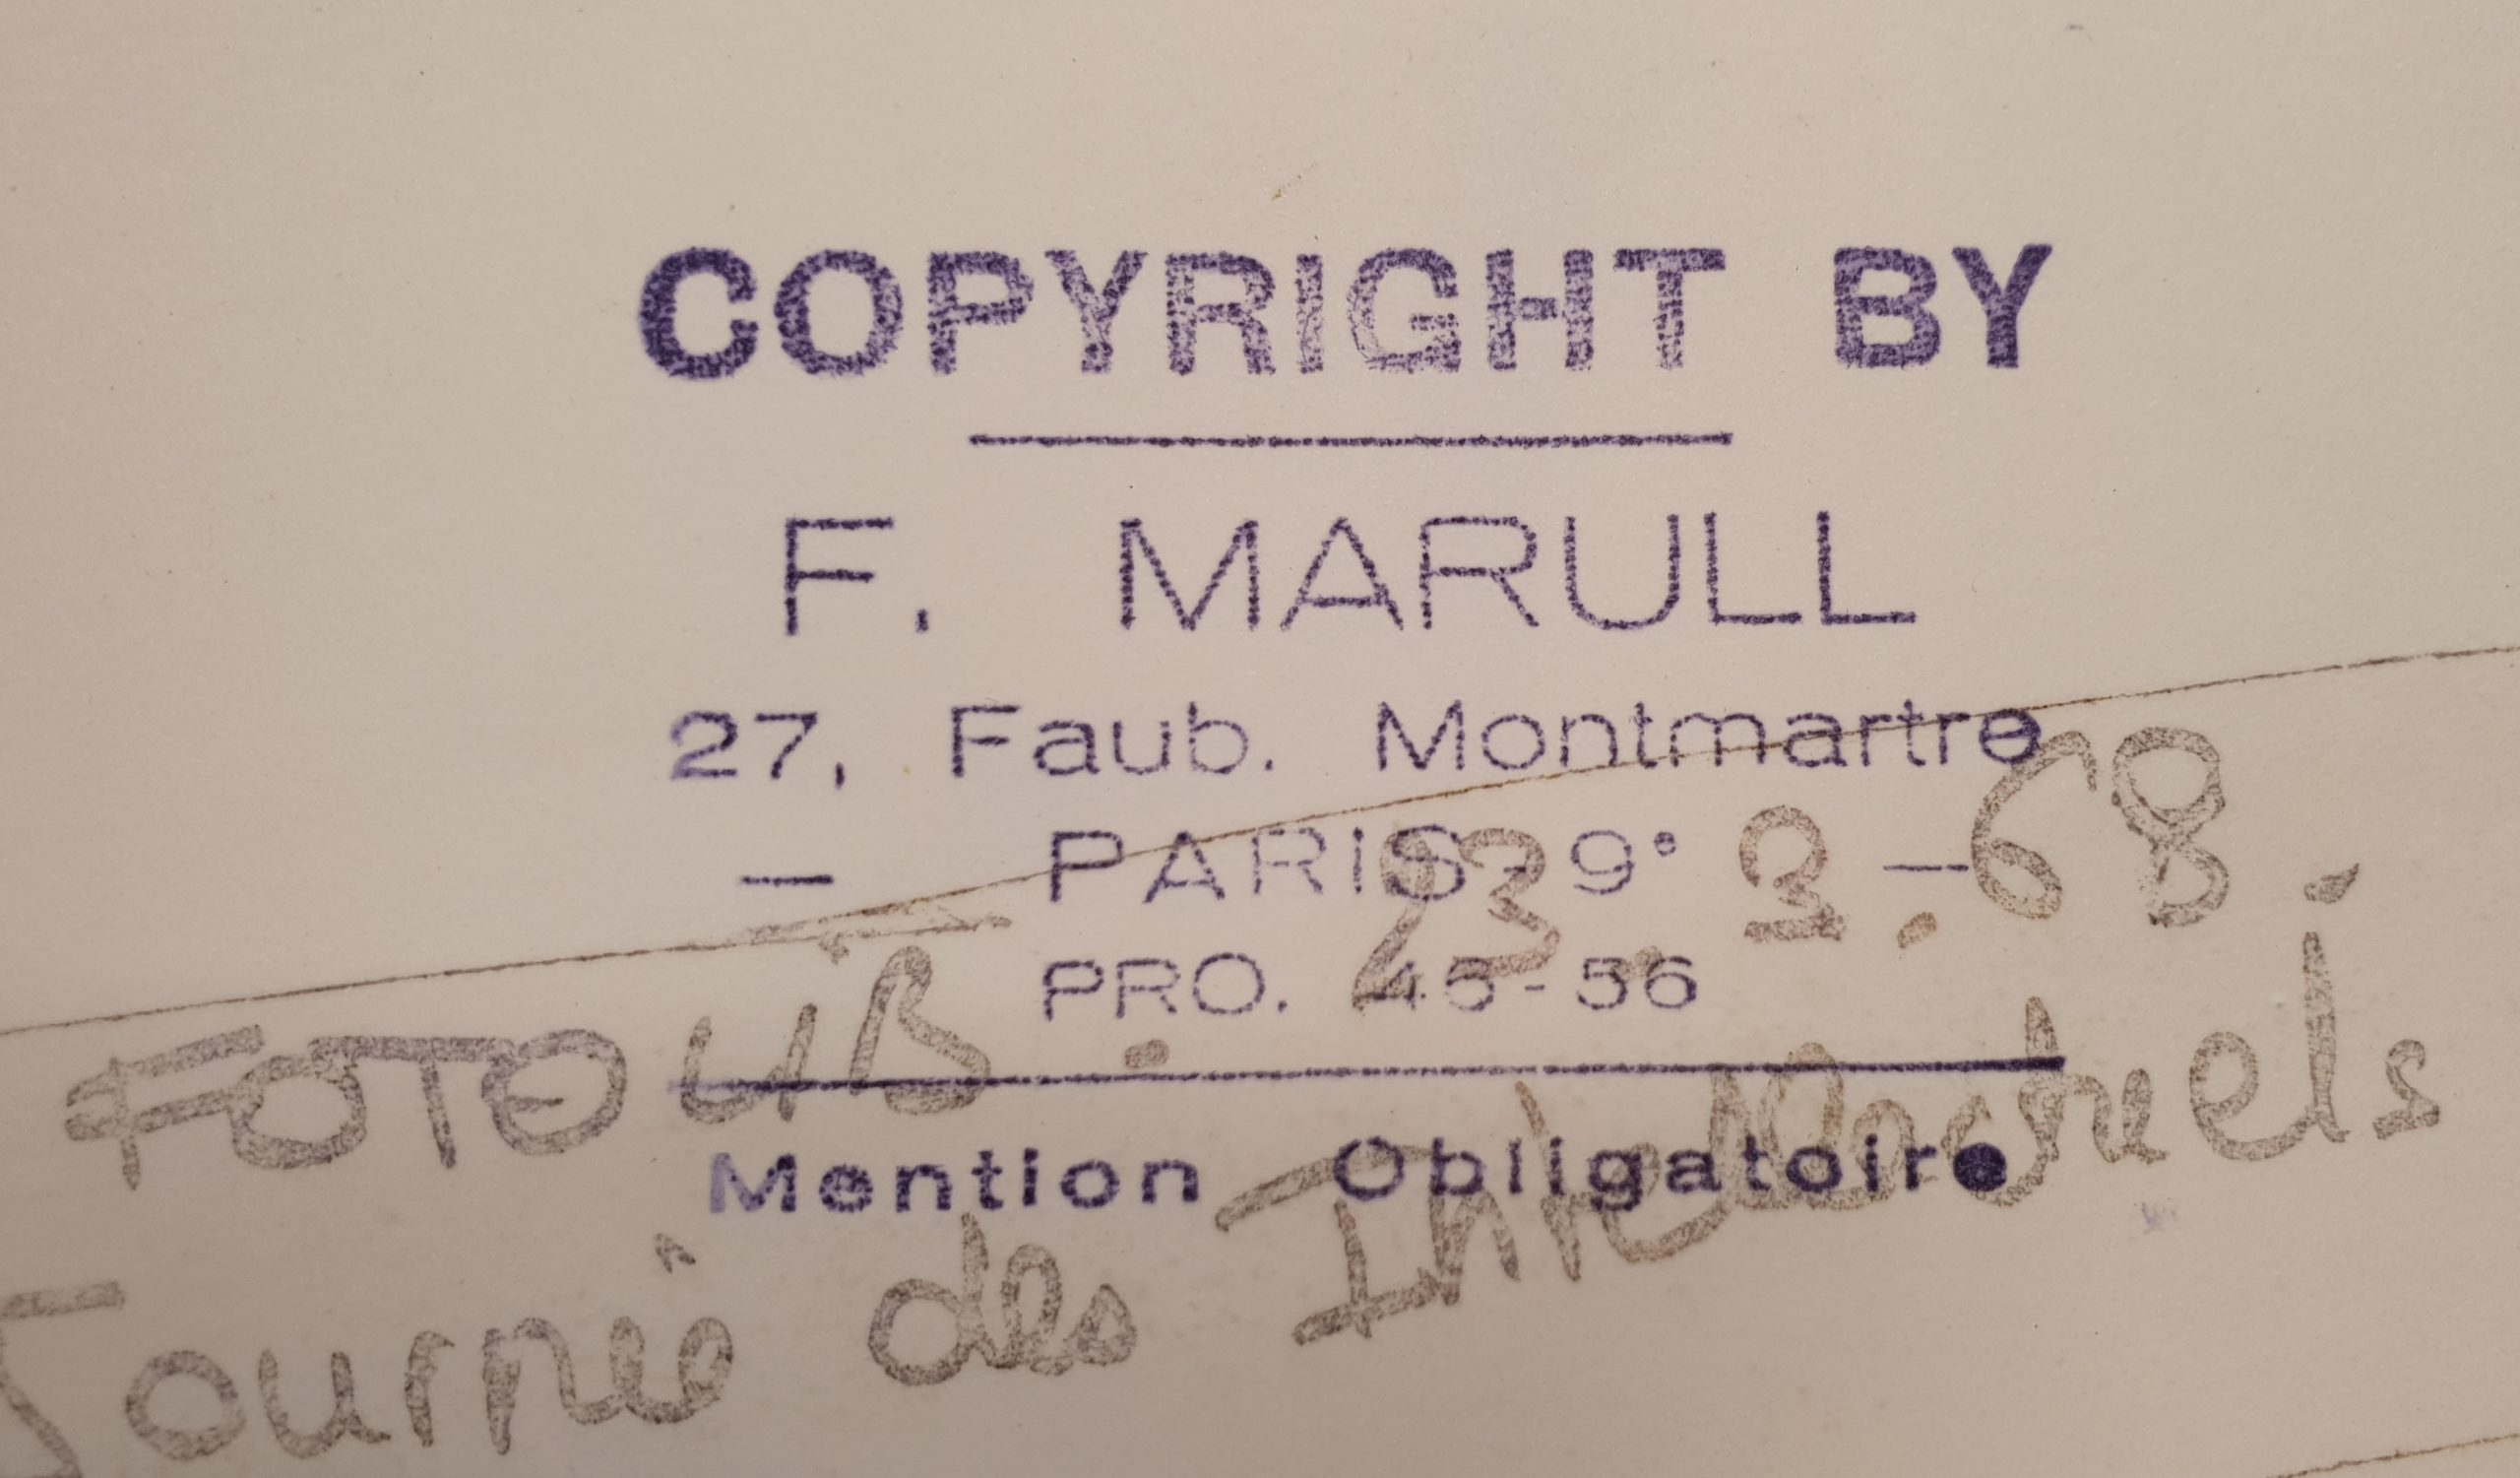 COPYRIGHT BY
F. MARULL
27, Faub. Montmartre
— PARIS-9° —
PRO. 45-56
Mention Obligatoire
23. 3. 68
FOTO UB.
Journée des Intellectuels